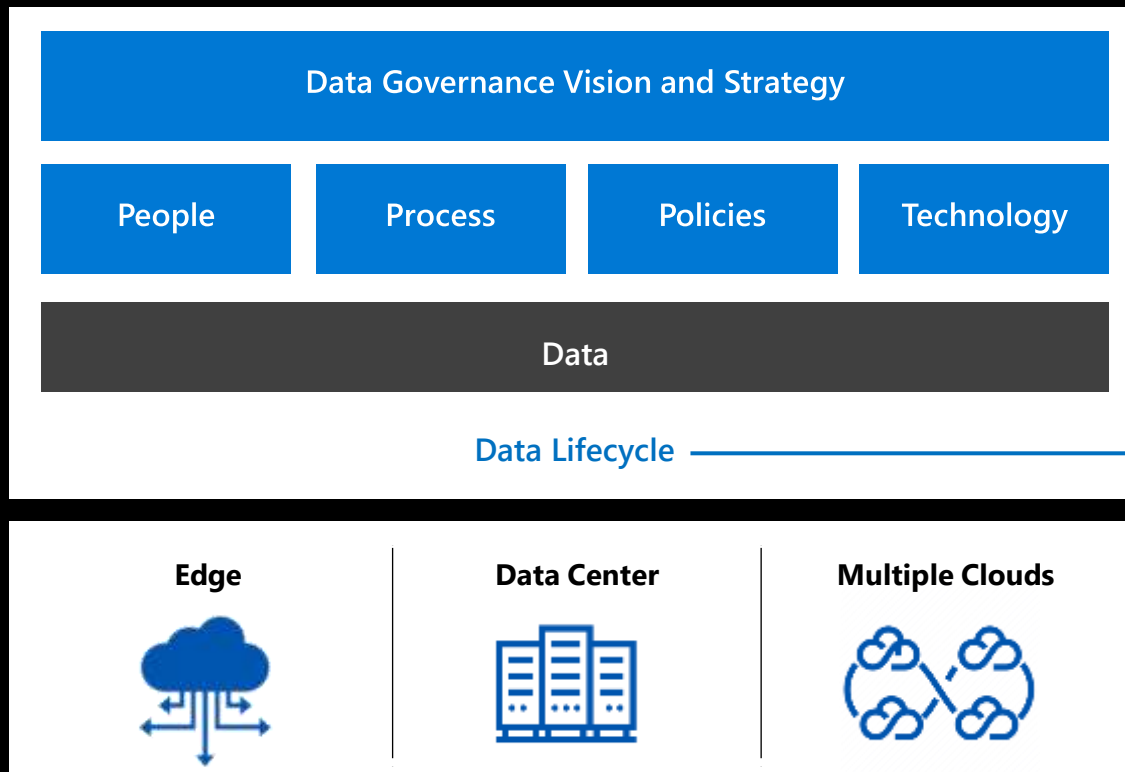 Data Governance Vision and Strategy
People
Process
Policies
Technology
Data
Data Lifecycle
Edge
Data Center
Multiple Clouds